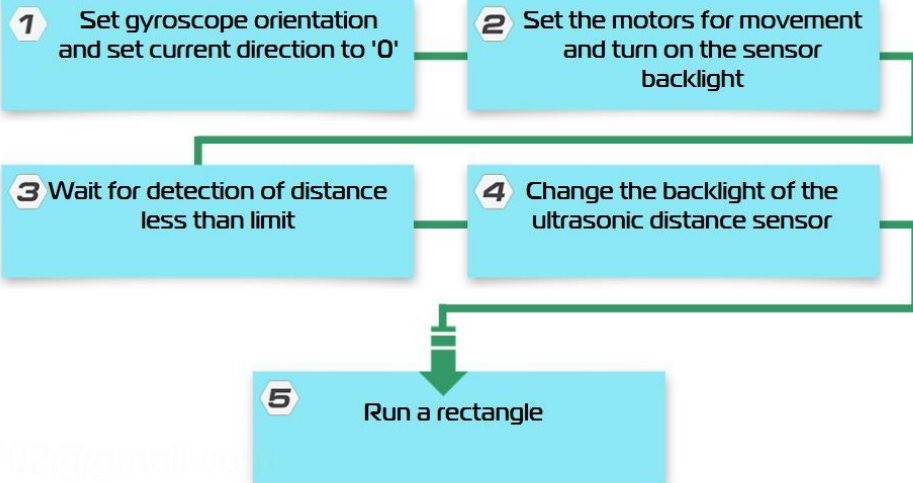 1 Set gyroscope orientation
and set current direction to '0'
2 Set the motors for movement
and turn on the sensor
backlight
3 Wait for detection of distance
less than limit
4 Change the backlight of the
ultrasonic distance sensor
5 Run a rectangle